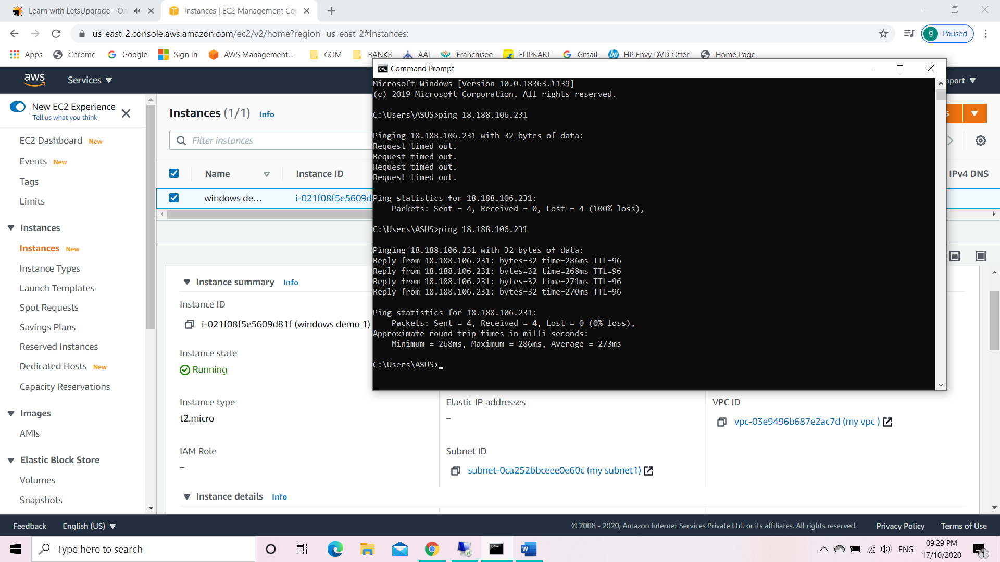 Learn with LetsUpgrade - On
Instances | EC2 Management Con
us-east-2.console.aws.amazon.com/ec2/v2/home?region=us-east-2#Instances:
g Paused
Apps Chrome Google Sign In AWS Management... COM BANKS AAI Franchisee FLIPKART Gmail HP Envy DVD Offer Home Page
aws Services
pport
New EC2 Experience
Tell us what you think
EC2 Dashboard New
Events New
Tags
Limits
Instances
Instances New
Instance Types
Launch Templates
Spot Requests
Savings Plans
Reserved Instances
Dedicated Hosts New
Capacity Reservations
Images
AMIs
Elastic Block Store
Volumes
Snapshots
Instances (1/1) Info
Filter instances
Name Instance ID IPv4 DNS
windows de... i-021f08f5e5609d
Command Prompt
Microsoft Windows [Version 10.0.18363.1139]
(c) 2019 Microsoft Corporation. All rights reserved.
C:\Users\ASUS>ping 18.188.106.231
Pinging 18.188.106.231 with 32 bytes of data:
Request timed out.
Request timed out.
Request timed out.
Request timed out.
Ping statistics for 18.188.106.231:
Packets: Sent = 4, Received = 0, Lost = 4 (100% loss),
C:\Users\ASUS>ping 18.188.106.231
Pinging 18.188.106.231 with 32 bytes of data:
Reply from 18.188.106.231: bytes=32 time=286ms TTL=96
Reply from 18.188.106.231: bytes=32 time=268ms TTL=96
Reply from 18.188.106.231: bytes=32 time=271ms TTL=96
Reply from 18.188.106.231: bytes=32 time=270ms TTL=96
Ping statistics for 18.188.106.231:
Packets: Sent = 4, Received = 4, Lost = 0 (0% loss),
Approximate round trip times in milli-seconds:
Minimum = 268ms, Maximum = 286ms, Average = 273ms
C:\Users\ASUS>
Instance summary Info
Instance ID
i-021f08f5e5609d81f (windows demo 1)
Instance state
Running
Instance type
t2.micro
Elastic IP addresses
–
VPC ID
vpc-03e9496b687e2ac7d (my vpc )
IAM Role
–
Subnet ID
subnet-0ca252bbceee0e60c (my subnet1)
Instance details Info
Feedback English (US) © 2008 - 2020, Amazon Internet Services Private Ltd. or its affiliates. All rights reserved. Privacy Policy Terms of Use
Type here to search
ENG
09:29 PM
17/10/2020
1